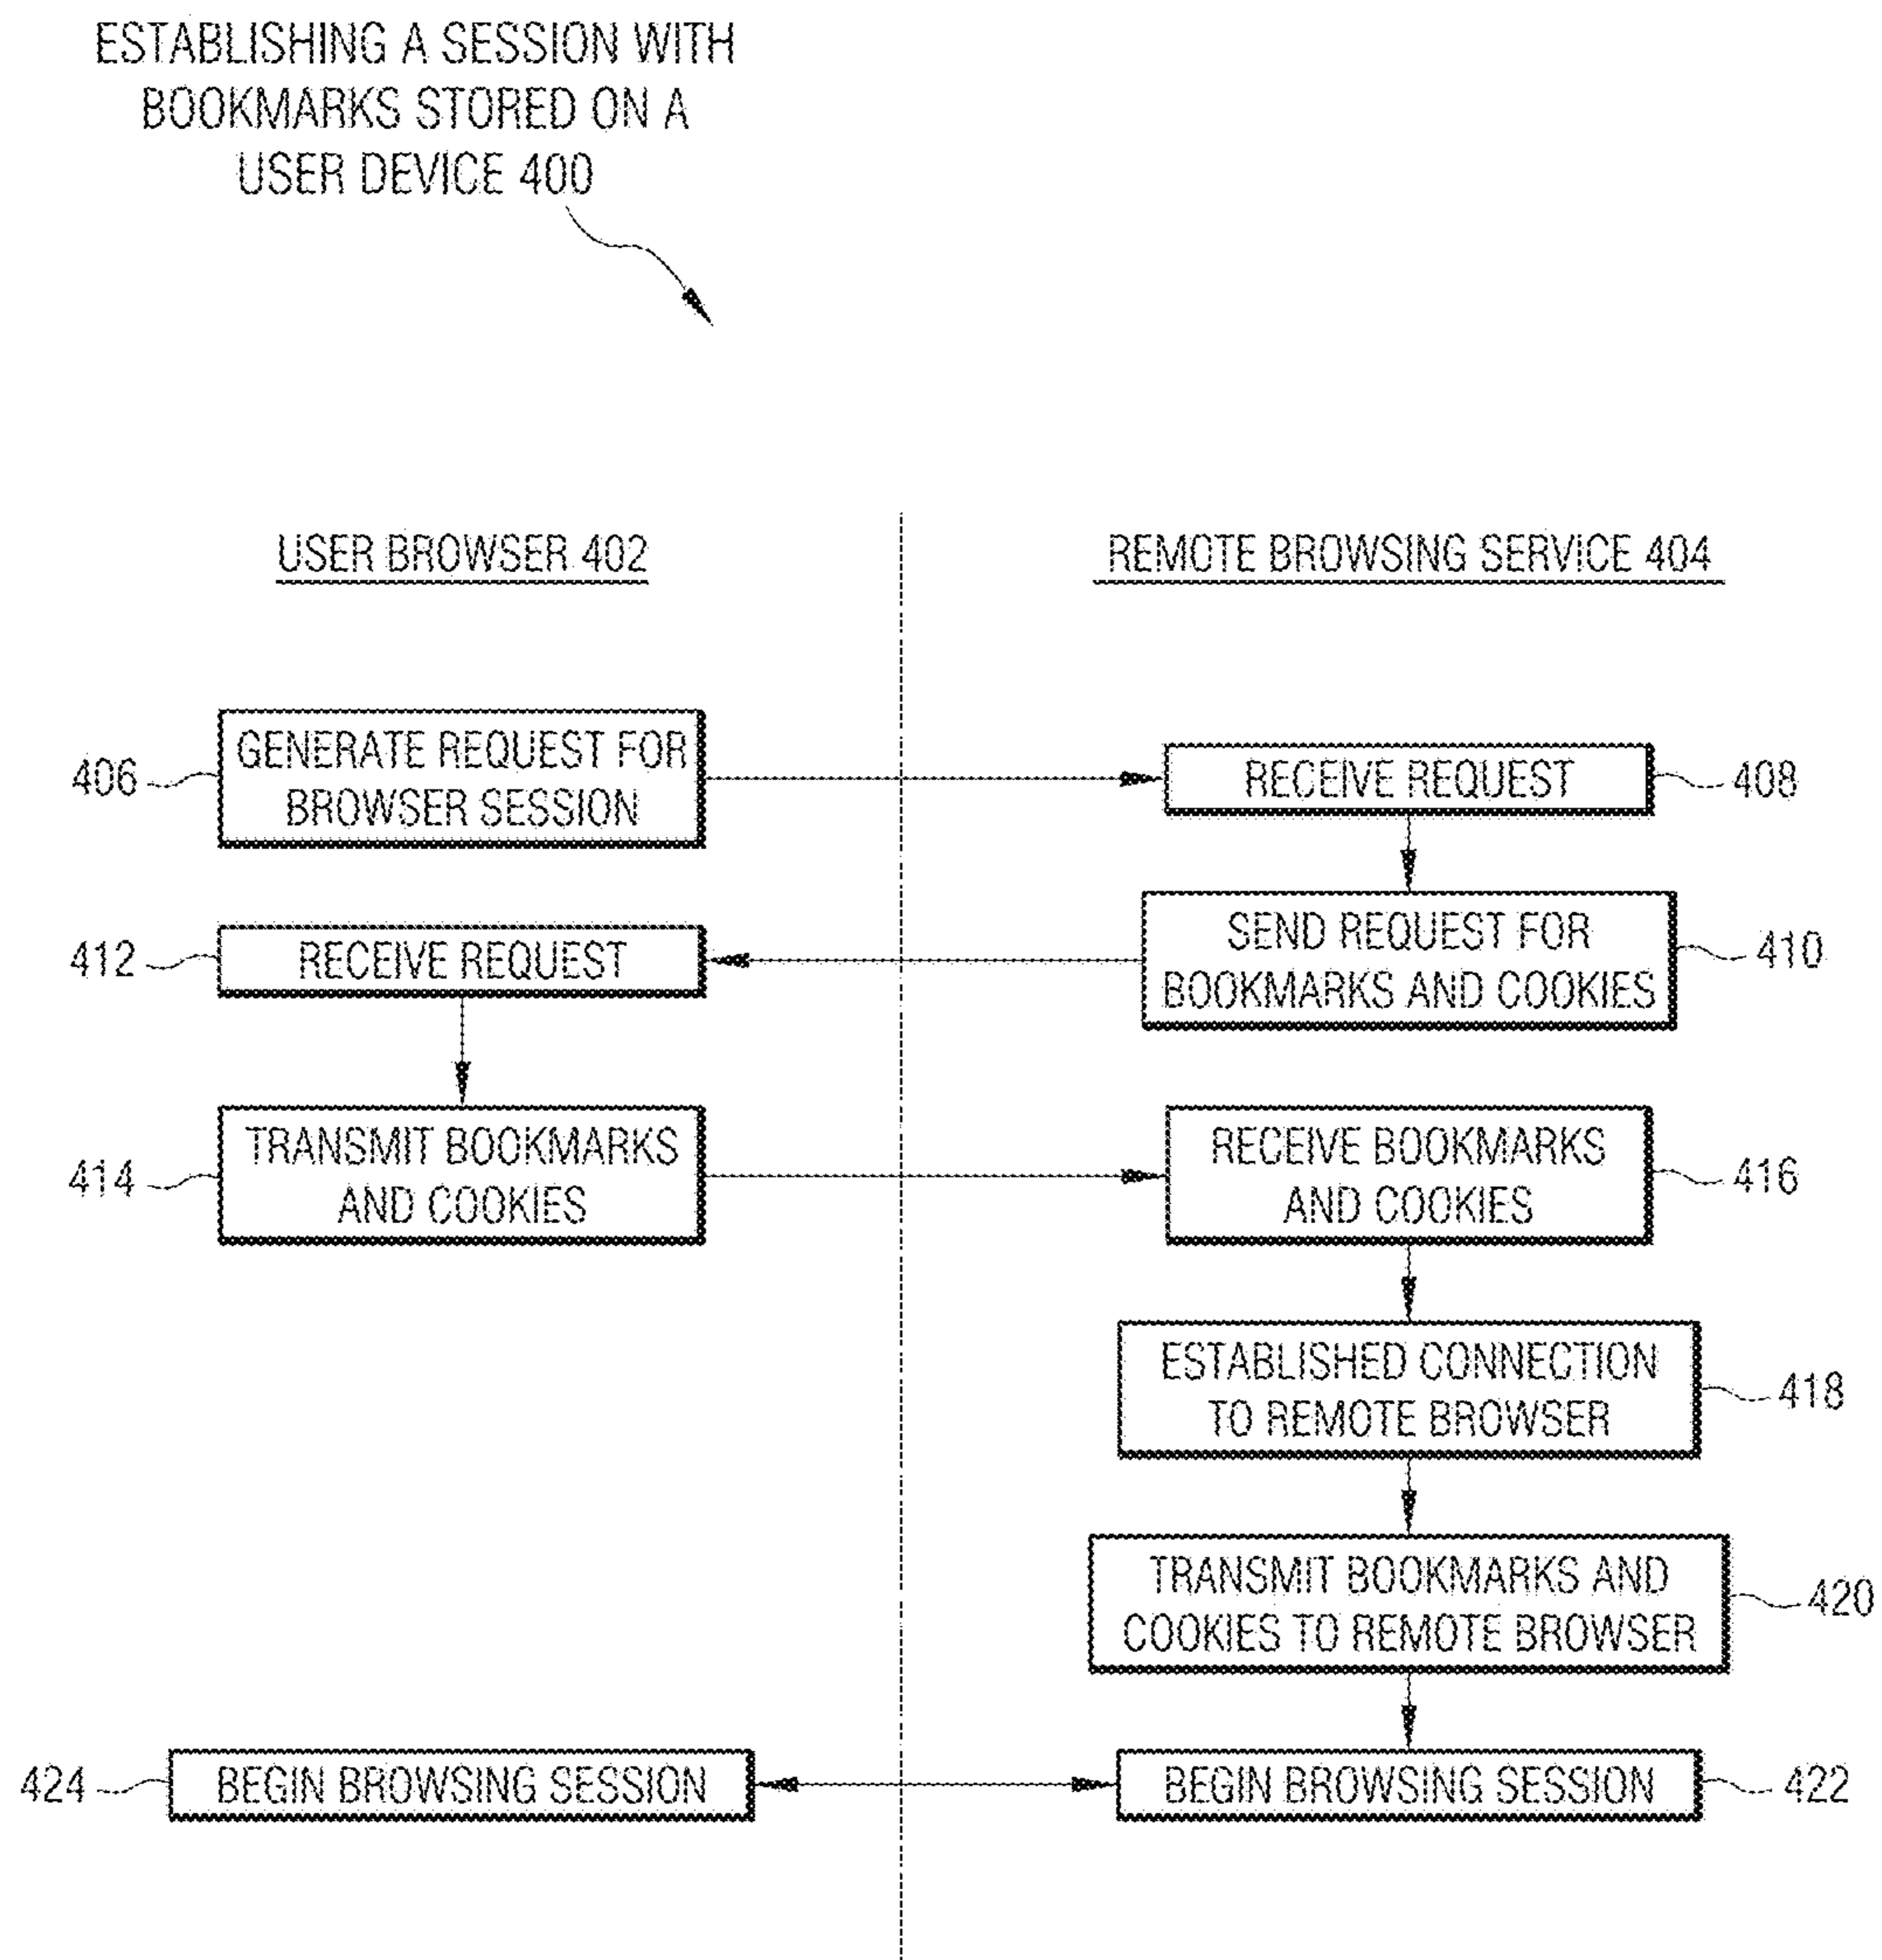 ESTABLISHING A SESSION WITH
BOOKMARKS STORED ON A
USER DEVICE 400
USER BROWSER 402
REMOTE BROWSING SERVICE 404
406
GENERATE REQUEST FOR
BROWSER SESSION
RECEIVE REQUEST
408
SEND REQUEST FOR
BOOKMARKS AND COOKIES
410
412
RECEIVE REQUEST
414
TRANSMIT BOOKMARKS
AND COOKIES
RECEIVE BOOKMARKS
AND COOKIES
416
ESTABLISHED CONNECTION
TO REMOTE BROWSER
418
TRANSMIT BOOKMARKS AND
COOKIES TO REMOTE BROWSER
420
424
BEGIN BROWSING SESSION
BEGIN BROWSING SESSION
422